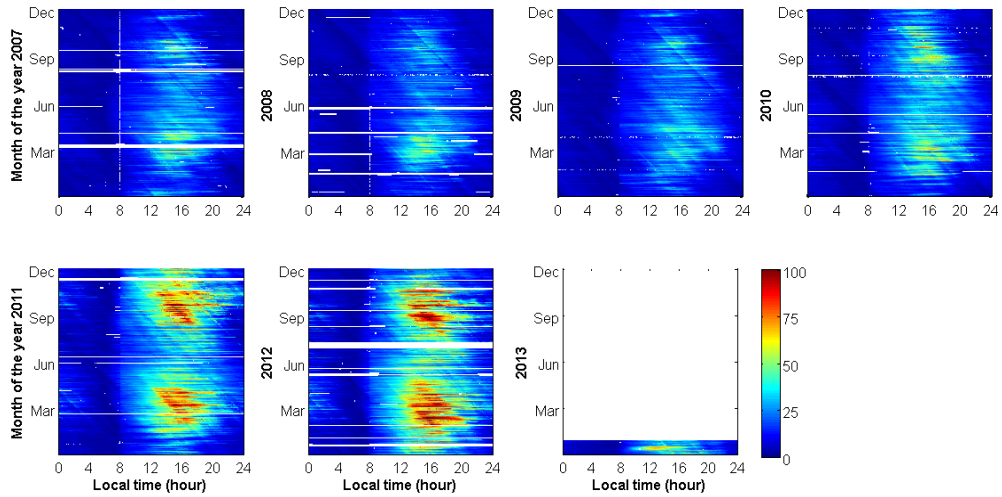 Month of the year 2007
Dec
Sep
Jun
Mar
0 4 8 12 16 20 24
2008
Dec
Sep
Jun
Mar
0 4 8 12 16 20 24
2009
Dec
Sep
Jun
Mar
0 4 8 12 16 20 24
2010
Dec
Sep
Jun
Mar
0 4 8 12 16 20 24
Month of the year 2011
Dec
Sep
Jun
Mar
0 4 8 12 16 20 24
Local time (hour)
2012
Dec
Sep
Jun
Mar
0 4 8 12 16 20 24
Local time (hour)
2013
Dec
Sep
Jun
Mar
0 4 8 12 16 20 24
Local time (hour)
100
75
50
25
0